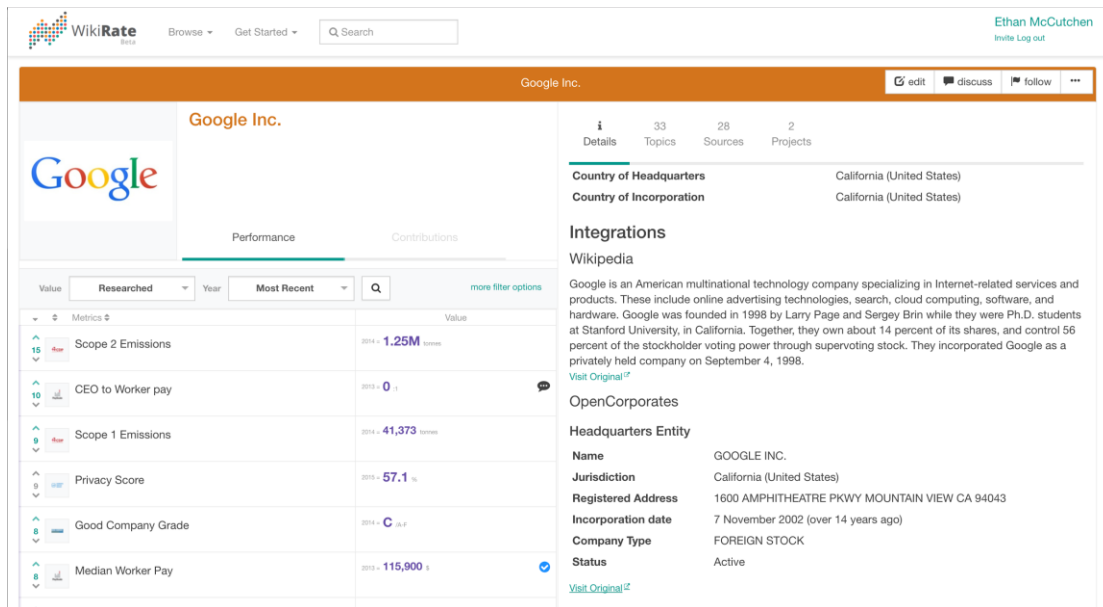 WikiRate
Beta
Browse
Get Started
Search
Ethan McCutchen
Invite Log out
Google Inc.
edit
discuss
follow
Google Inc.
Google
Performance
Contributions
Value
Researched
Year
Most Recent
more filter options
Metrics
Value
15
Scope 2 Emissions
2014 = 1.25M tonnes
10
CEO to Worker pay
2013 = 0 :1
9
Scope 1 Emissions
2014 = 41,373 tonnes
9
Privacy Score
2015 = 57.1 %
8
Good Company Grade
2014 = C /A-F
8
Median Worker Pay
2013 = 115,900 $
33
28
2
Details
Topics
Sources
Projects
Country of Headquarters California (United States)
Country of Incorporation California (United States)
Integrations
Wikipedia
Google is an American multinational technology company specializing in Internet-related services and
products. These include online advertising technologies, search, cloud computing, software, and
hardware. Google was founded in 1998 by Larry Page and Sergey Brin while they were Ph.D. students
at Stanford University, in California. Together, they own about 14 percent of its shares, and control 56
percent of the stockholder voting power through supervoting stock. They incorporated Google as a
privately held company on September 4, 1998.
Visit Original
OpenCorporates
Headquarters Entity
Name GOOGLE INC.
Jurisdiction California (United States)
Registered Address 1600 AMPHITHEATRE PKWY MOUNTAIN VIEW CA 94043
Incorporation date 7 November 2002 (over 14 years ago)
Company Type FOREIGN STOCK
Status Active
Visit Original